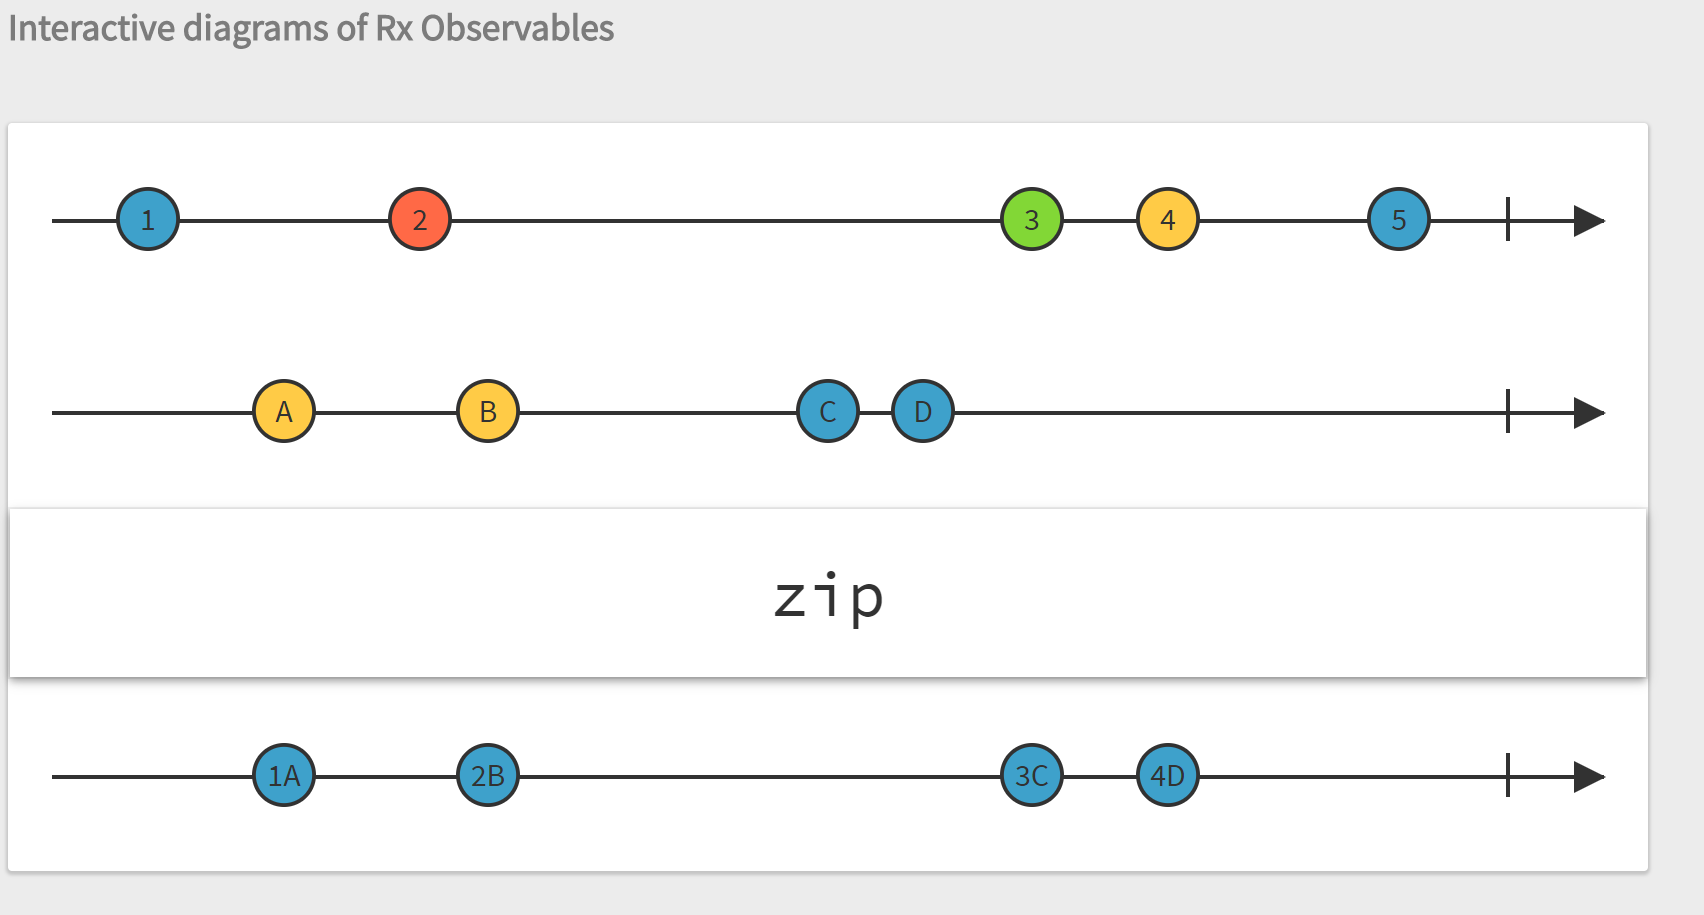 Interactive diagrams of Rx Observables
1 2 3 4 5
A B C D
zip
1A 2B 3C 4D